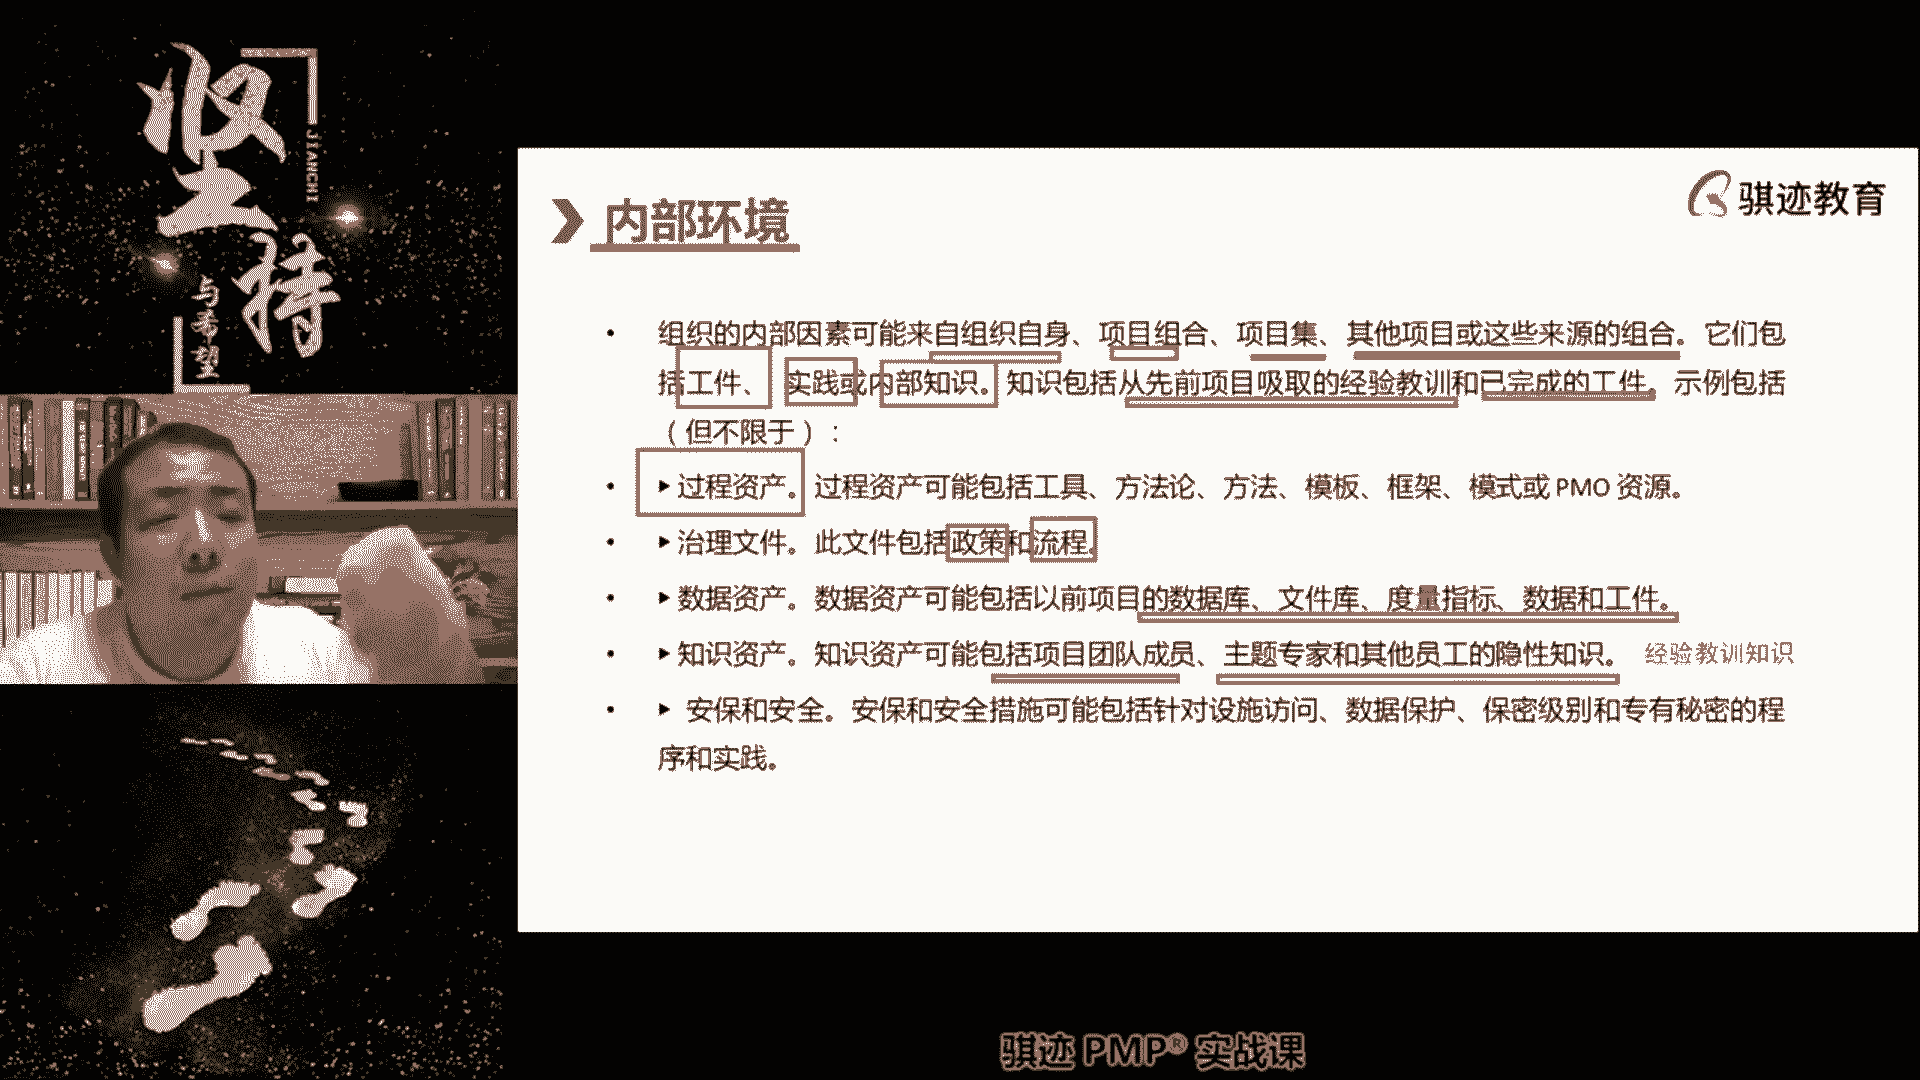 坚持
JIANCHI
与希望
骐迹教育
内部环境
• 组织的内部因素可能来自组织自身、项目组合、项目集、其他项目或这些来源的组合。它们包
括工件、实践或内部知识。知识包括从先前项目吸取的经验教训和已完成的工件。示例包括
（但不限于）：
• ▶过程资产。过程资产可能包括工具、方法论、方法、模板、框架、模式或 PMO 资源。
• ▶治理文件。此文件包括政策和流程。
• ▶数据资产。数据资产可能包括以前项目的数据库、文件库、度量指标、数据和工件。
• ▶知识资产。知识资产可能包括项目团队成员、主题专家和其他员工的隐性知识。 经验教训知识
• ▶ 安保和安全。安保和安全措施可能包括针对设施访问、数据保护、保密级别和专有秘密的程
序和实践。
骐迹 PMP® 实战课